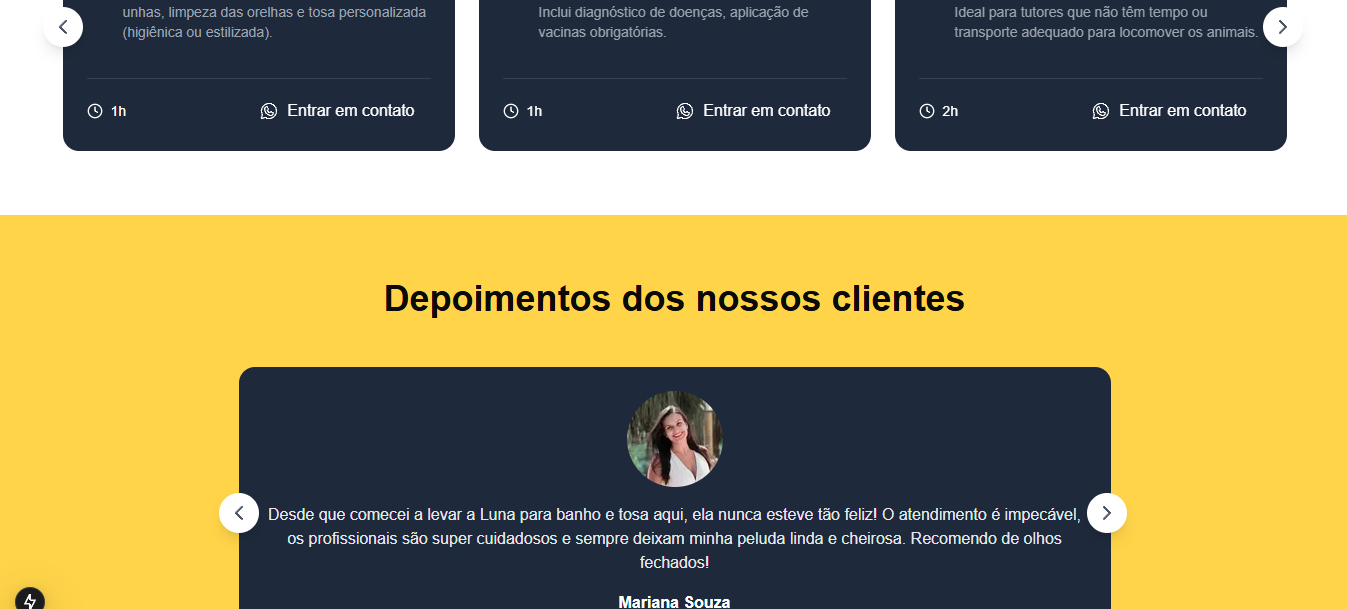 unhas, limpeza das orelhas e tosa personalizada
(higiênica ou estilizada).
1h
Entrar em contato
Inclui diagnóstico de doenças, aplicação de
vacinas obrigatórias.
1h
Entrar em contato
Ideal para tutores que não têm tempo ou
transporte adequado para locomover os animais.
2h
Entrar em contato
Depoimentos dos nossos clientes
Desde que comecei a levar a Luna para banho e tosa aqui, ela nunca esteve tão feliz! O atendimento é impecável,
os profissionais são super cuidadosos e sempre deixam minha peluda linda e cheirosa. Recomendo de olhos
fechados!
Mariana Souza